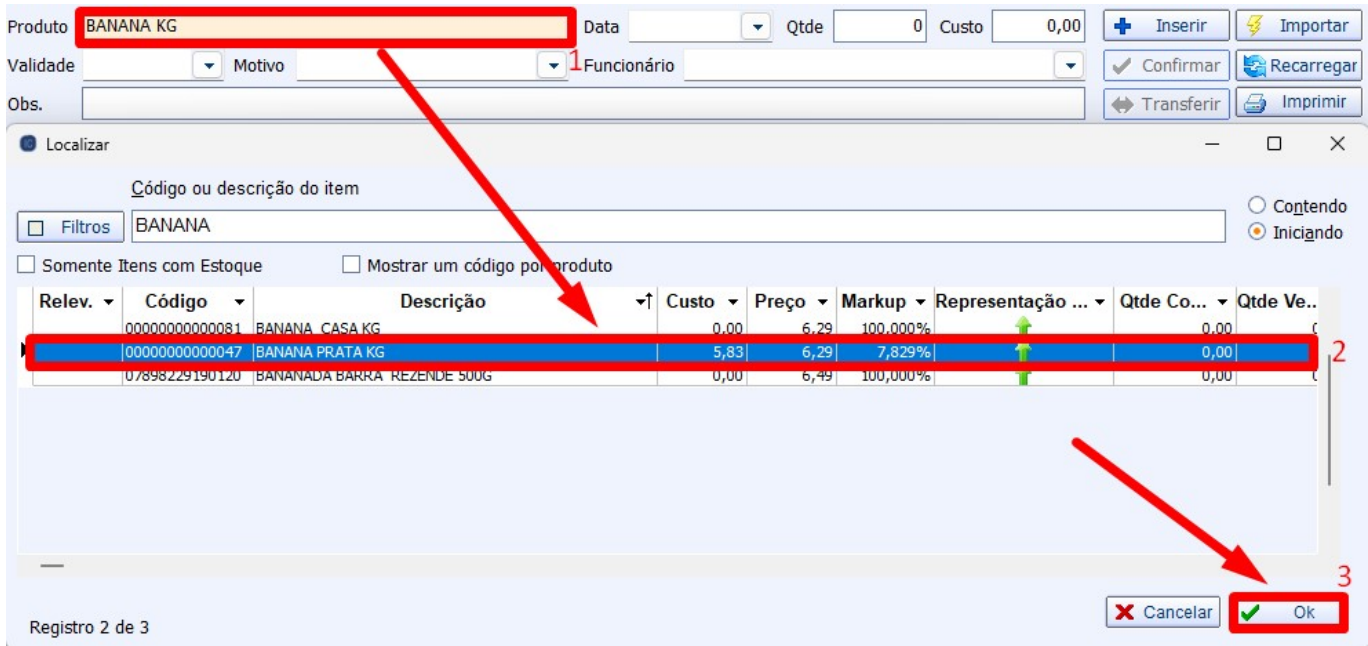 Produto BANANA KG Data Qtde 0 Custo 0,00 Inserir Importar
1
Validade Motivo Funcionário Confirmar Recarregar
Obs. Transferir Imprimir
Localizar
Código ou descrição do item
Contendo
Filtros BANANA
Iniciando
Somente Itens com Estoque Mostrar um código por produto
Relev. Código Descrição Custo Preço Markup Representação ... Qtde Co... Qtde Ve..
00000000000081 BANANA CASA KG 0,00 6,29 100,000% 0,00 0
00000000000047 BANANA PRATA KG 5,83 6,29 7,829% 0,00
2
07898229190120 BANANADA BARRA REZENDE 500G 0,00 6,49 100,000% 0,00
3
Cancelar Ok
Registro 2 de 3